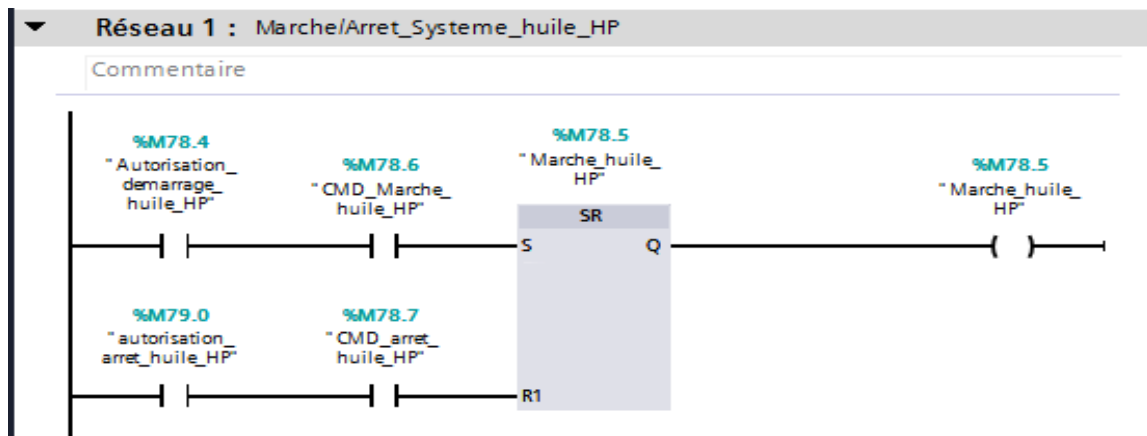 Réseau 1 : Marche/Arret_Systeme_huile_HP
Commentaire
%M78.4
"Autorisation_
demarrage_
huile_HP"
%M78.6
"CMD_Marche_
huile_HP"
%M78.5
"Marche_huile_
HP"
SR
S
Q
%M78.5
"Marche_huile_
HP"
%M79.0
"autorisation_
arret_huile_HP"
%M78.7
"CMD_arret_
huile_HP"
R1